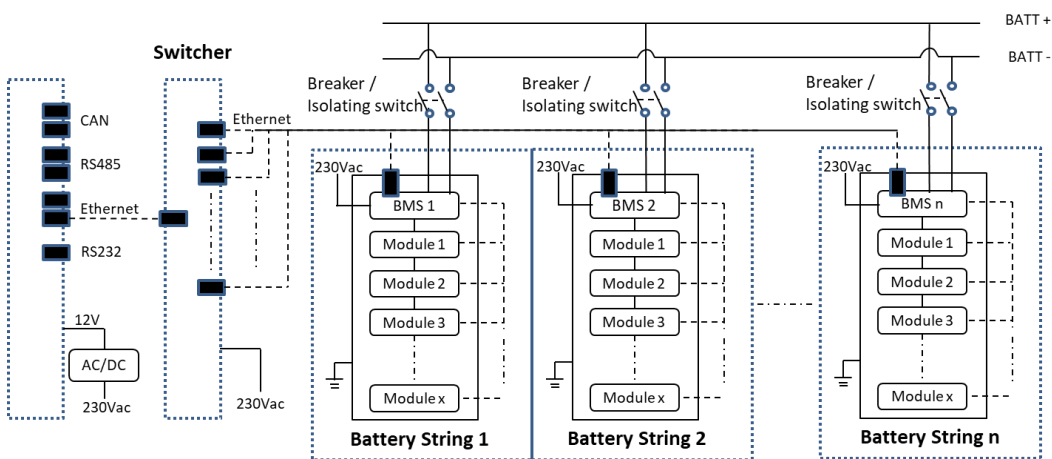 BATT +
BATT -
Switcher
Breaker /
Isolating switch
Breaker /
Isolating switch
Breaker /
Isolating switch
CAN
RS485
Ethernet
RS232
12V
AC/DC
230Vac
Ethernet
230Vac
230Vac
BMS 1
Module 1
Module 2
Module 3
Module x
Battery String 1
230Vac
BMS 2
Module 1
Module 2
Module 3
Module x
Battery String 2
230Vac
BMS n
Module 1
Module 2
Module 3
Module x
Battery String n